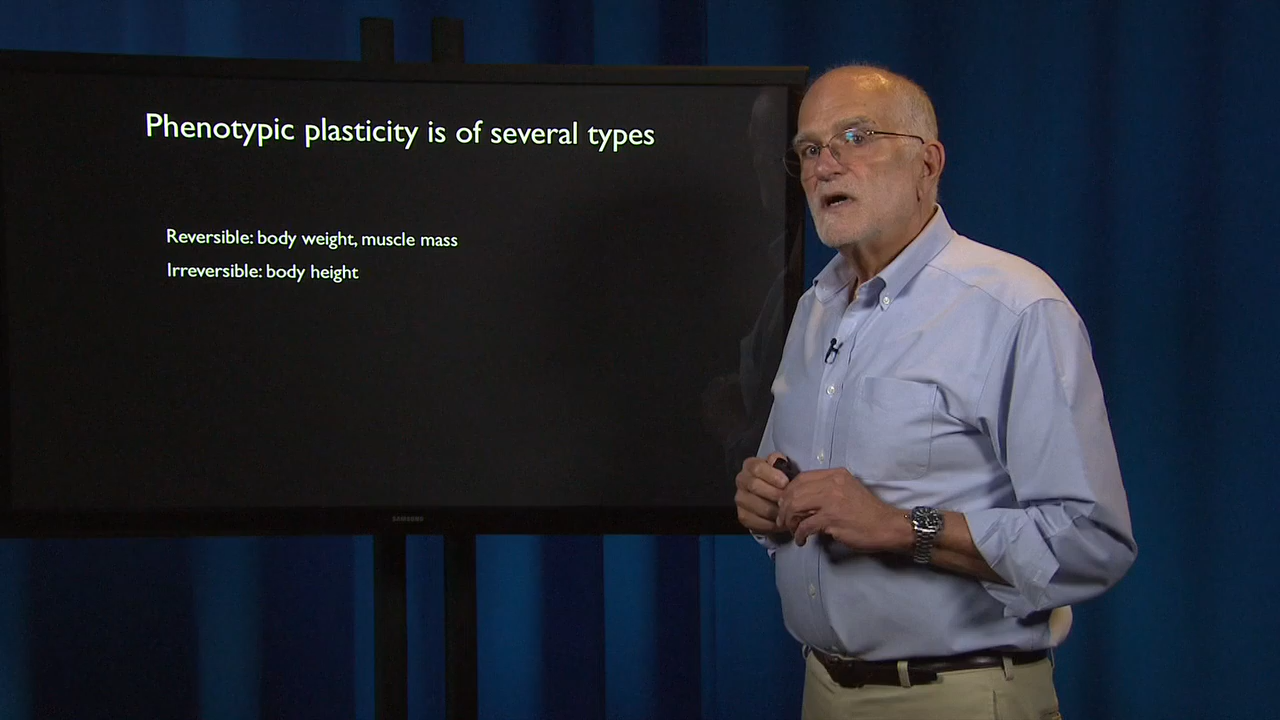 Phenotypic plasticity is of several types
Reversible: body weight, muscle mass
Irreversible: body height
SAMSUNG